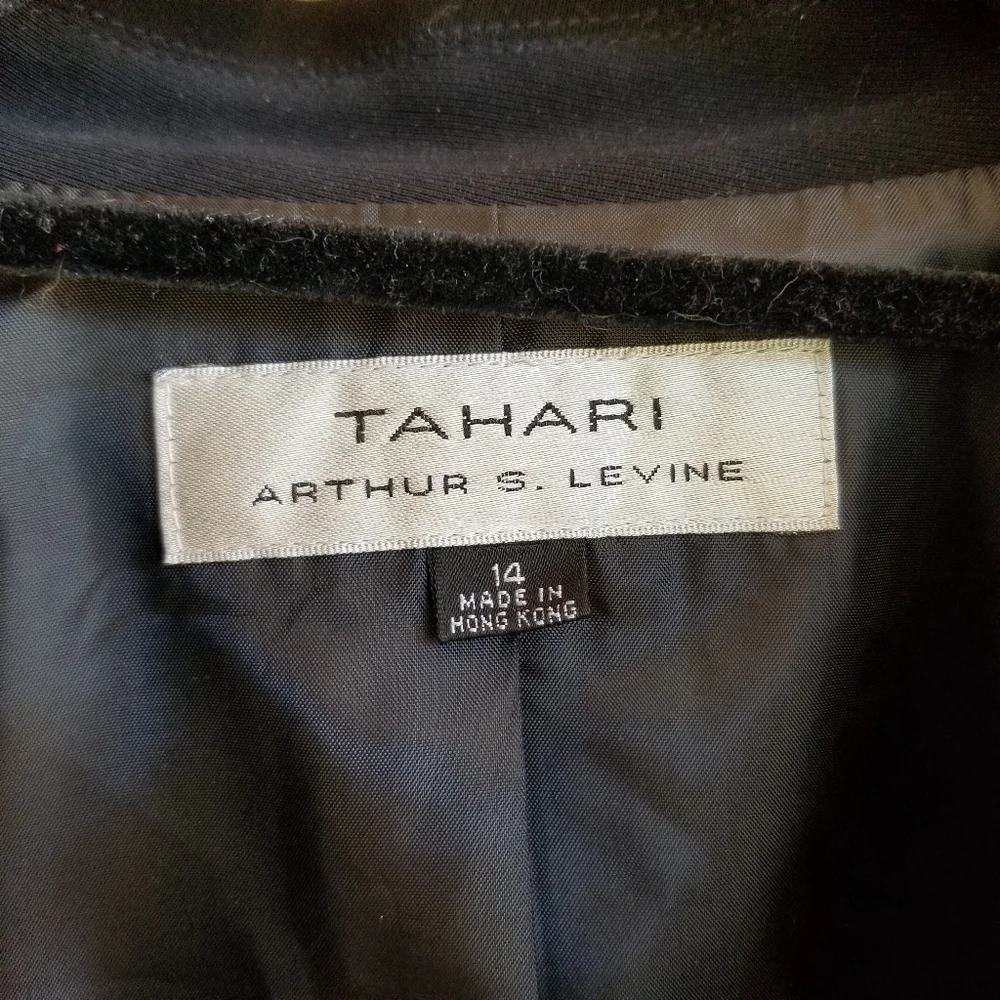 TAHARI
ARTHUR S. LEVINE
14
MADE IN
HONG KONG